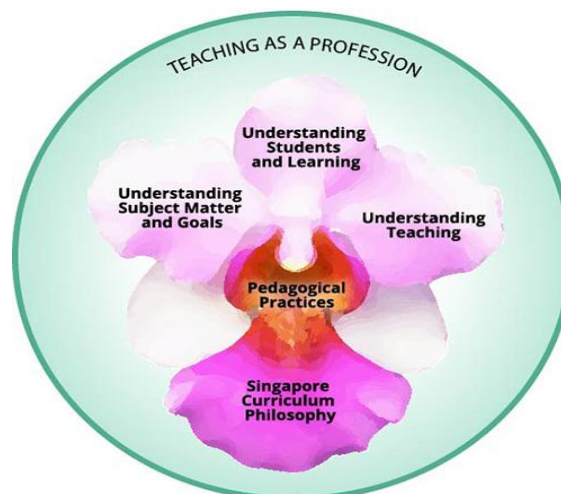 TEACHING AS A PROFESSION
Understanding
Students
and Learning
Understanding
Subject Matter
and Goals
Understanding
Teaching
Pedagogical
Practices
Singapore
Curriculum
Philosophy